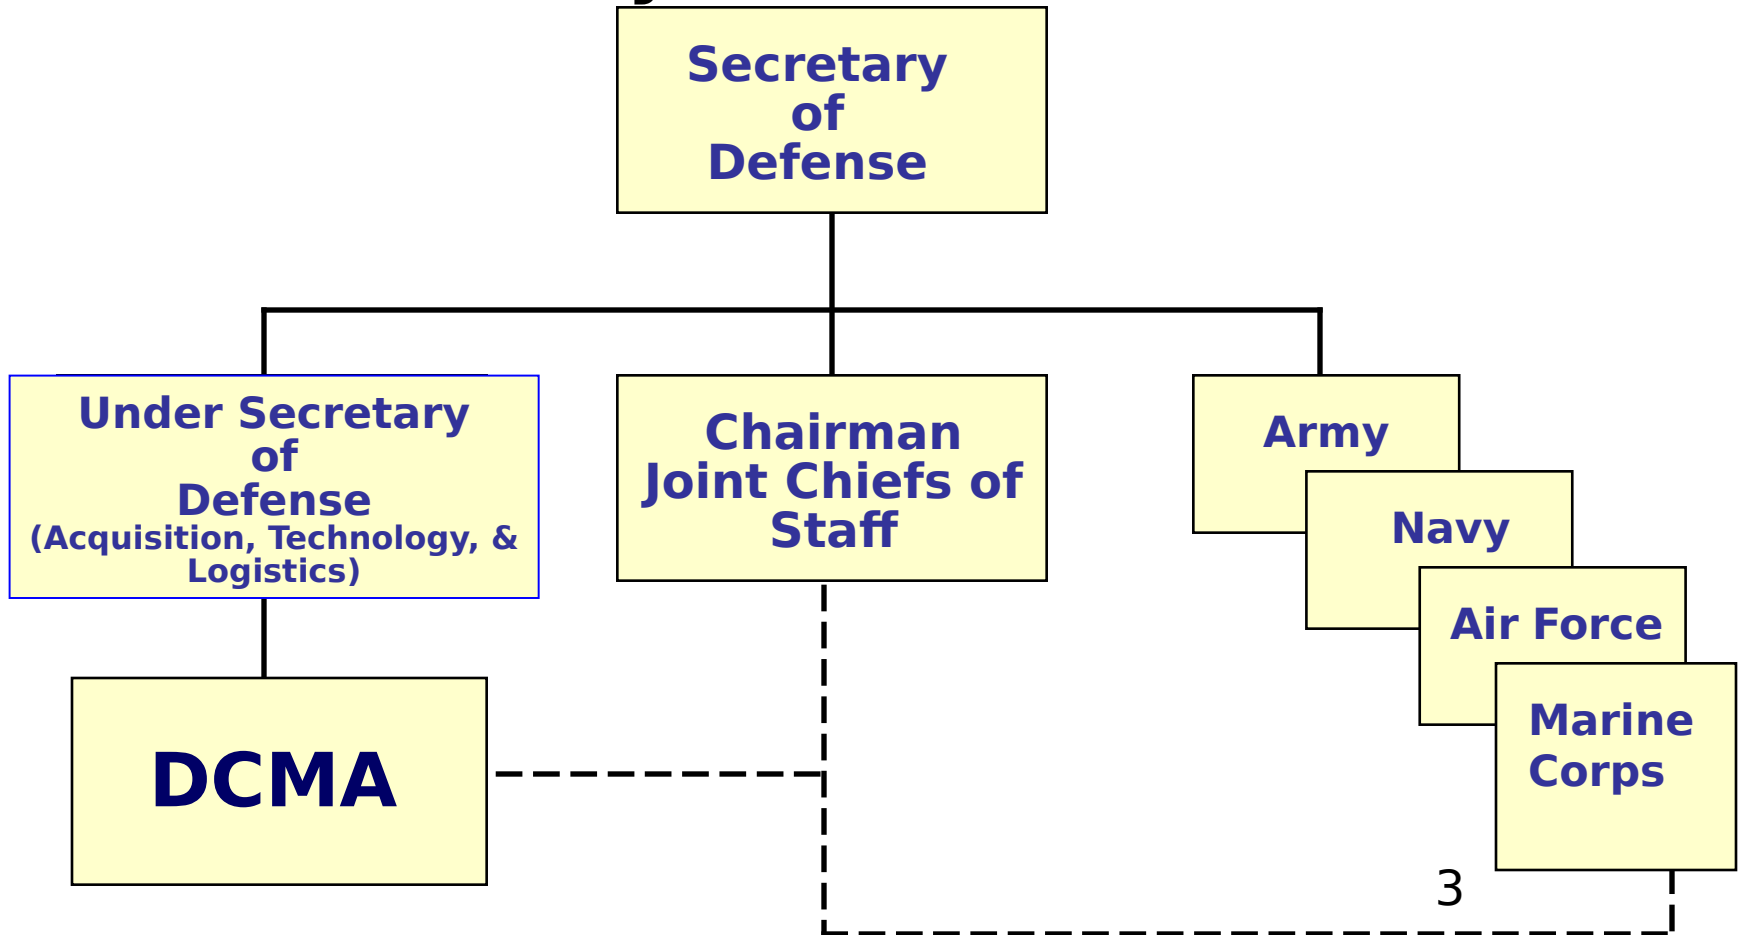 Secretary
of
Defense
Under Secretary
of
Defense
(Acquisition, Technology, &
Logistics)
Chairman
Joint Chiefs of
Staff
Army
Navy
Air Force
Marine
Corps
DCMA
3